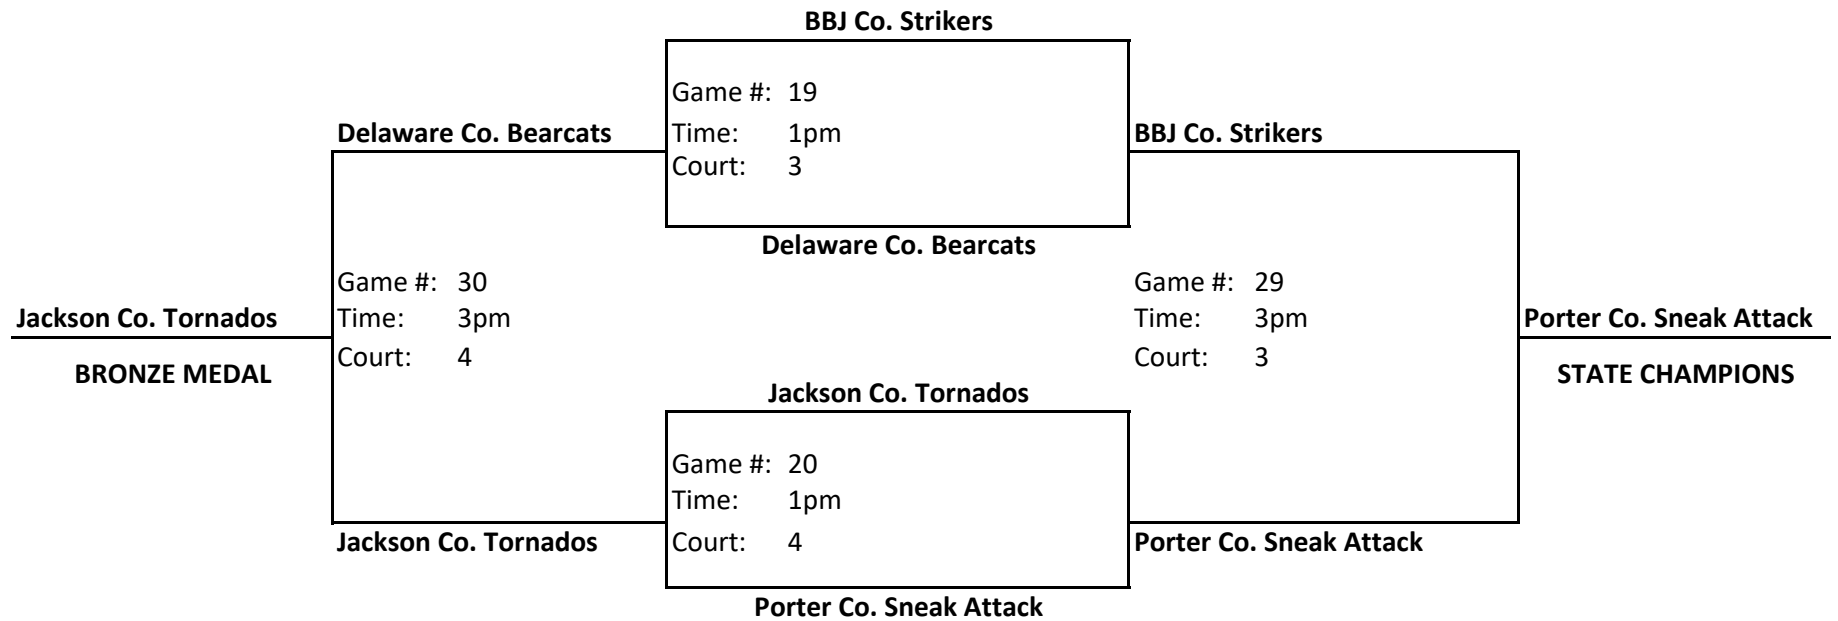 BBJ Co. Strikers
Game #: 19
Delaware Co. Bearcats
Time: 1pm
BBJ Co. Strikers
Court: 3
Delaware Co. Bearcats
Game #: 30
Game #: 29
Jackson Co. Tornados
Time: 3pm
Time: 3pm
Porter Co. Sneak Attack
Court: 4
Court: 3
BRONZE MEDAL
STATE CHAMPIONS
Jackson Co. Tornados
Game #: 20
Time: 1pm
Jackson Co. Tornados
Court: 4
Porter Co. Sneak Attack
Porter Co. Sneak Attack